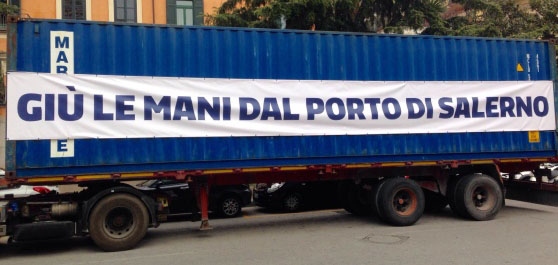 GIÙ LE MANI DAL PORTO DI SALERNO